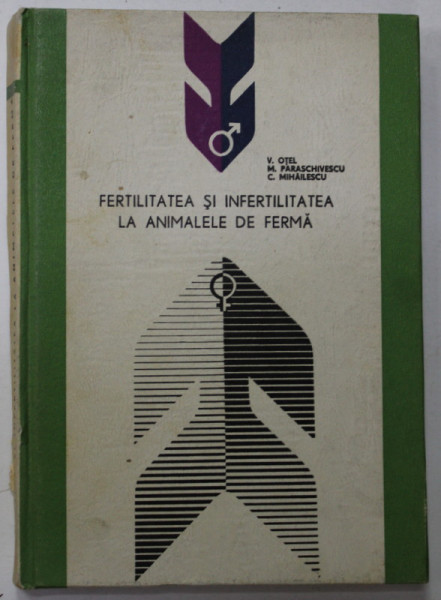 V. OȚEL
M. PARASCHIVESCU
C. MIHĂILESCU
FERTILITATEA ȘI INFERTILITATEA
LA ANIMALELE DE FERMĂ